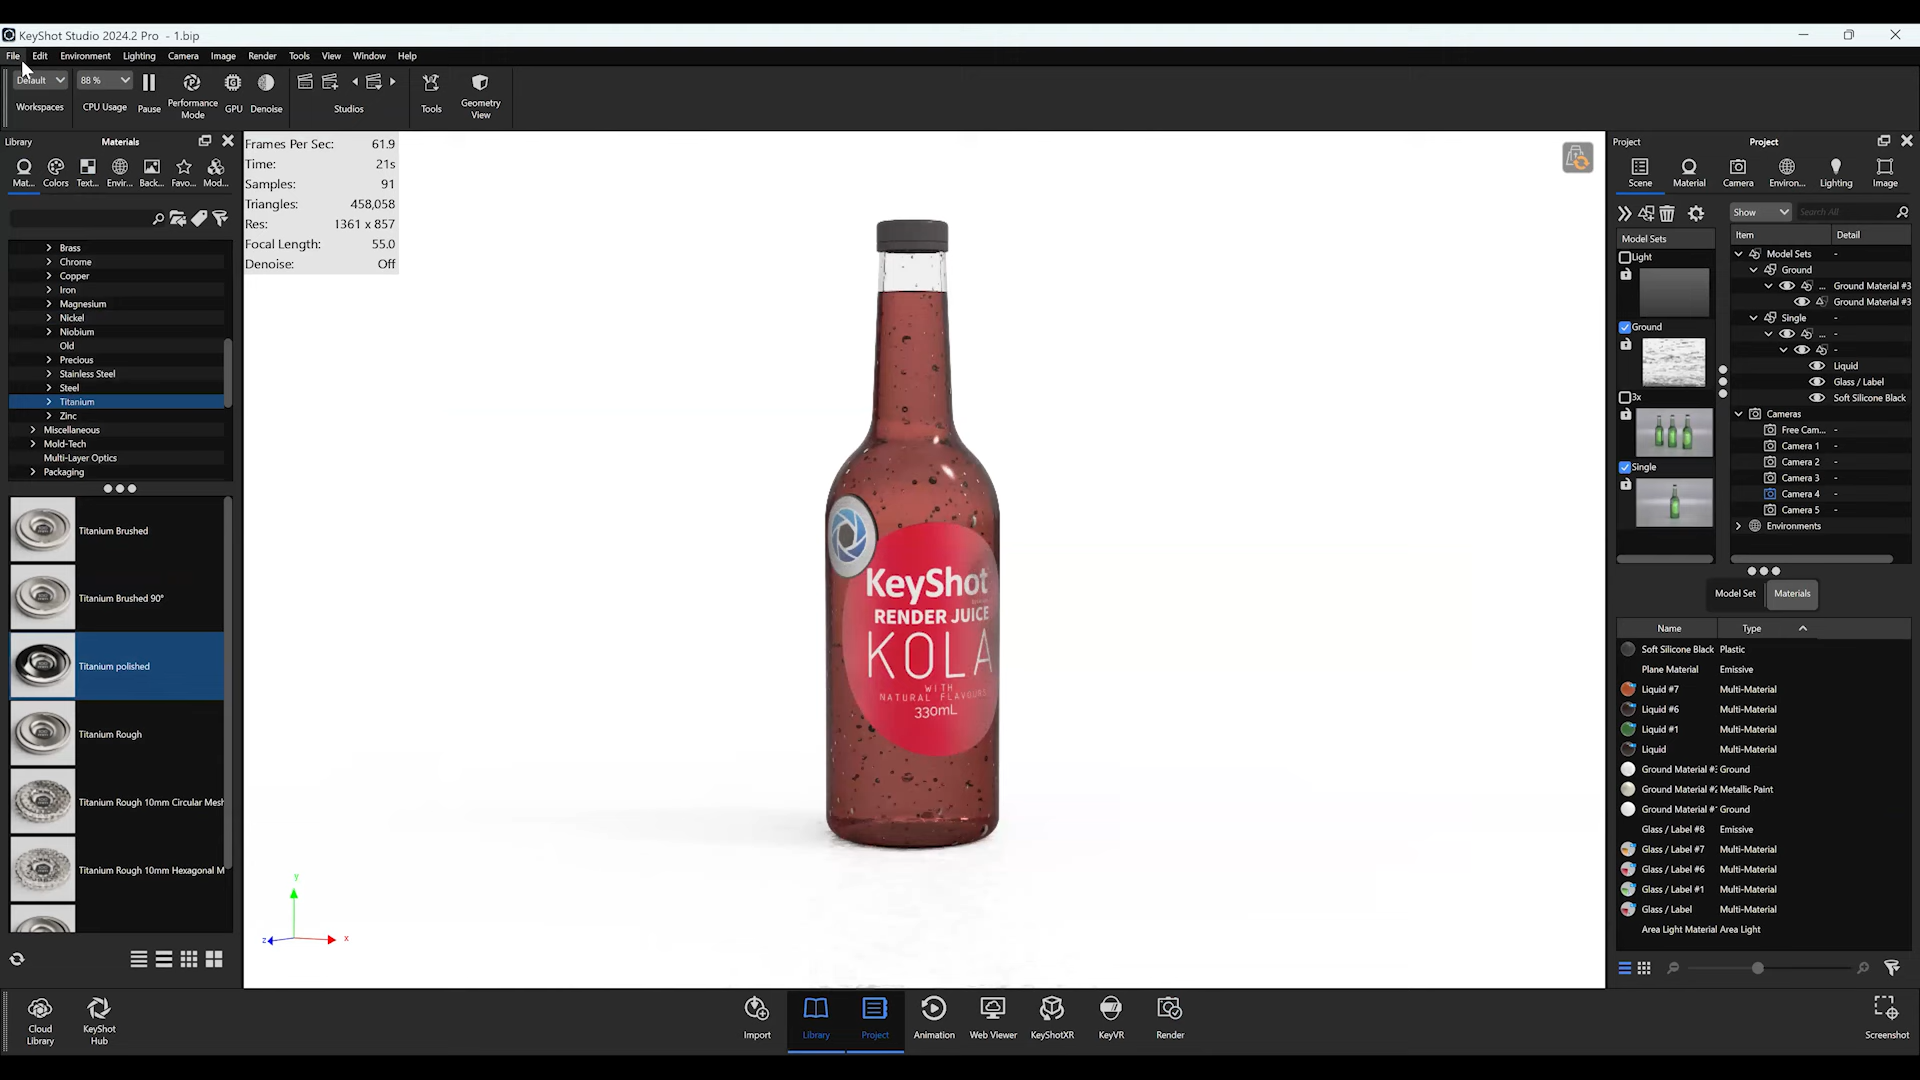 KeyShot Studio 2024.2 Pro - 1.bip
File Edit Environment Lighting Camera Image Render Tools View Window Help
Default 88 %
Workspaces CPU Usage Pause Performance Mode GPU Denoise Studios Tools Geometry View
Library Materials
Mat... Colors Text... Envir... Back... Favo... Mod...
Brass
Chrome
Copper
Iron
Magnesium
Nickel
Niobium
Old
Precious
Stainless Steel
Steel
Titanium
Zinc
Miscellaneous
Mold-Tech
Multi-Layer Optics
Packaging
Titanium Brushed
Titanium Brushed 90°
Titanium polished
Titanium Rough
Titanium Rough 10mm Circular Mesh
Titanium Rough 10mm Hexagonal M
Frames Per Sec: 61.9
Time: 21s
Samples: 91
Triangles: 458,058
Res: 1361 x 857
Focal Length: 55.0
Denoise: Off
KeyShot
RENDER JUICE
KOLA
WITH
NATURAL FLAVOURS
330mL
y
z x
Project Project
Scene Material Camera Environ... Lighting Image
Show Search All
Model Sets
Light
Ground
3x
Single
Item Detail
Model Sets -
Ground -
... Ground Material #3
Ground Material #3
Single -
... -
-
Liquid
Glass / Label
Soft Silicone Black
Cameras -
Free Cam... -
Camera 1 -
Camera 2 -
Camera 3 -
Camera 4 -
Camera 5 -
Environments
Model Set Materials
Name Type
Soft Silicone Black Plastic
Plane Material Emissive
Liquid #7 Multi-Material
Liquid #6 Multi-Material
Liquid #1 Multi-Material
Liquid Multi-Material
Ground Material #: Ground
Ground Material #2 Metallic Paint
Ground Material #" Ground
Glass / Label #8 Emissive
Glass / Label #7 Multi-Material
Glass / Label #6 Multi-Material
Glass / Label #1 Multi-Material
Glass / Label Multi-Material
Area Light Material Area Light
Cloud Library KeyShot Hub Import Library Project Animation Web Viewer KeyShotXR KeyVR Render Screenshot